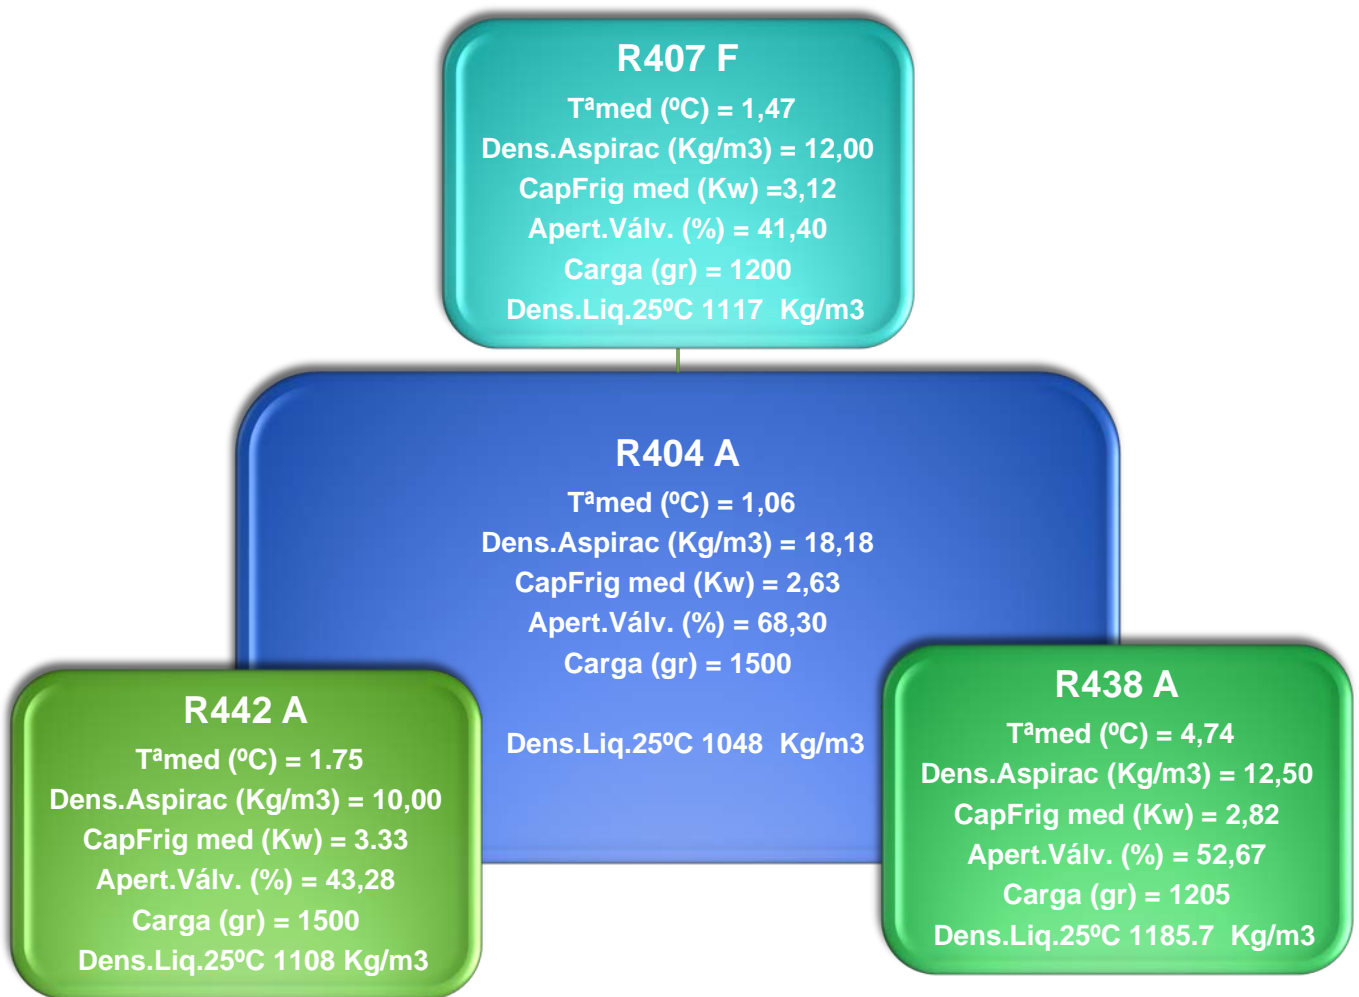 R407 F
Tªmed (ºC) = 1,47
Dens.Aspirac (Kg/m3) = 12,00
CapFrig med (Kw) =3,12
Apert.Válv. (%) = 41,40
Carga (gr) = 1200
Dens.Liq.25ºC 1117  Kg/m3
R404 A
Tªmed (ºC) = 1,06
Dens.Aspirac (Kg/m3) = 18,18
CapFrig med (Kw) = 2,63
Apert.Válv. (%) = 68,30
Carga (gr) = 1500
Dens.Liq.25ºC 1048  Kg/m3
R442 A
Tªmed (ºC) = 1.75
Dens.Aspirac (Kg/m3) = 10,00
CapFrig med (Kw) = 3.33
Apert.Válv. (%) = 43,28
Carga (gr) = 1500
Dens.Liq.25ºC 1108 Kg/m3
R438 A
Tªmed (ºC) = 4,74
Dens.Aspirac (Kg/m3) = 12,50
CapFrig med (Kw) = 2,82
Apert.Válv. (%) = 52,67
Carga (gr) = 1205
Dens.Liq.25ºC 1185.7  Kg/m3